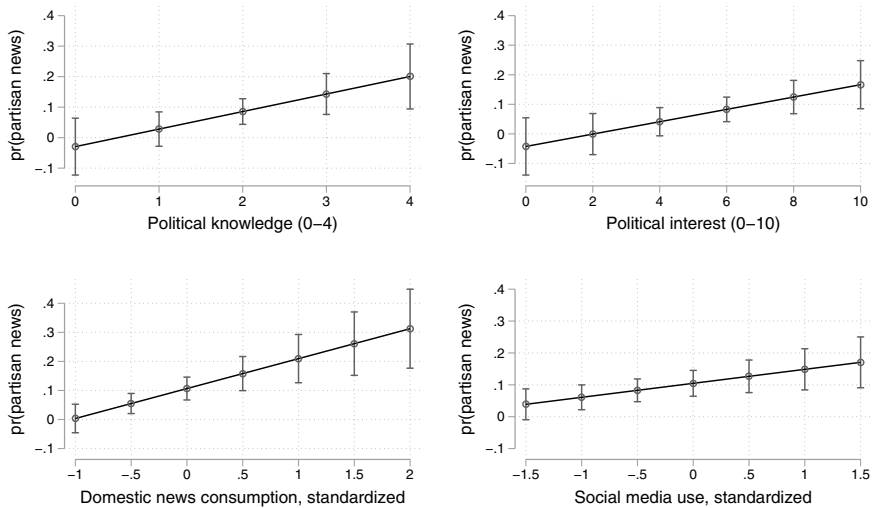 pr(partisan news)
.4
.3
.2
.1
0
−.1
0 1 2 3 4
Political knowledge (0−4)
pr(partisan news)
.4
.3
.2
.1
0
−.1
0 2 4 6 8 10
Political interest (0−10)
pr(partisan news)
.4
.3
.2
.1
0
−.1
−1 −.5 0 .5 1 1.5 2
Domestic news consumption, standardized
pr(partisan news)
.4
.3
.2
.1
0
−.1
−1.5 −1 −.5 0 .5 1 1.5
Social media use, standardized